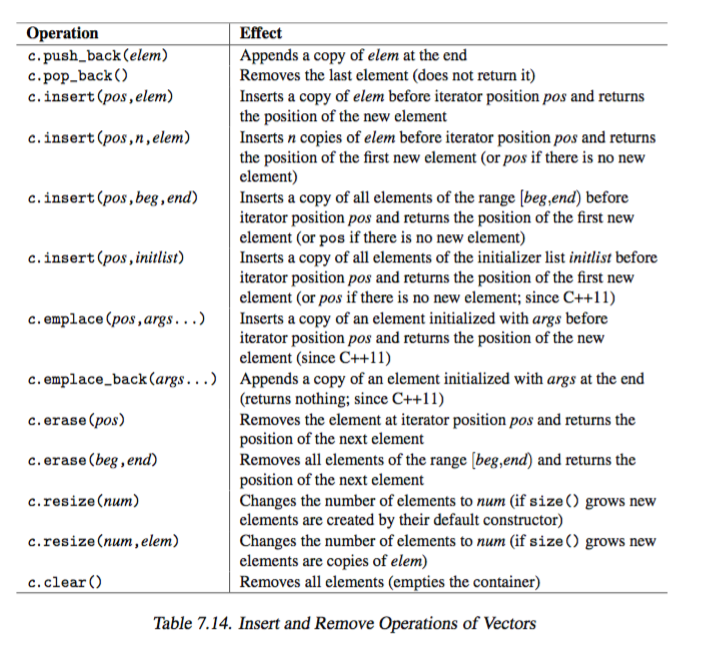 Operation Effect
c.push_back(elem) Appends a copy of elem at the end
c.pop_back() Removes the last element (does not return it)
c.insert(pos,elem) Inserts a copy of elem before iterator position pos and returns
the position of the new element
c.insert(pos,n,elem) Inserts n copies of elem before iterator position pos and returns
the position of the first new element (or pos if there is no new
element)
c.insert(pos,beg,end) Inserts a copy of all elements of the range [beg,end) before
iterator position pos and returns the position of the first new
element (or pos if there is no new element)
c.insert(pos,initlist) Inserts a copy of all elements of the initializer list initlist before
iterator position pos and returns the position of the first new
element (or pos if there is no new element; since C++11)
c.emplace(pos,args...) Inserts a copy of an element initialized with args before
iterator position pos and returns the position of the new
element (since C++11)
c.emplace_back(args...) Appends a copy of an element initialized with args at the end
(returns nothing; since C++11)
c.erase(pos) Removes the element at iterator position pos and returns the
position of the next element
c.erase(beg,end) Removes all elements of the range [beg,end) and returns the
position of the next element
c.resize(num) Changes the number of elements to num (if size() grows new
elements are created by their default constructor)
c.resize(num,elem) Changes the number of elements to num (if size() grows new
elements are copies of elem)
c.clear() Removes all elements (empties the container)
Table 7.14. Insert and Remove Operations of Vectors